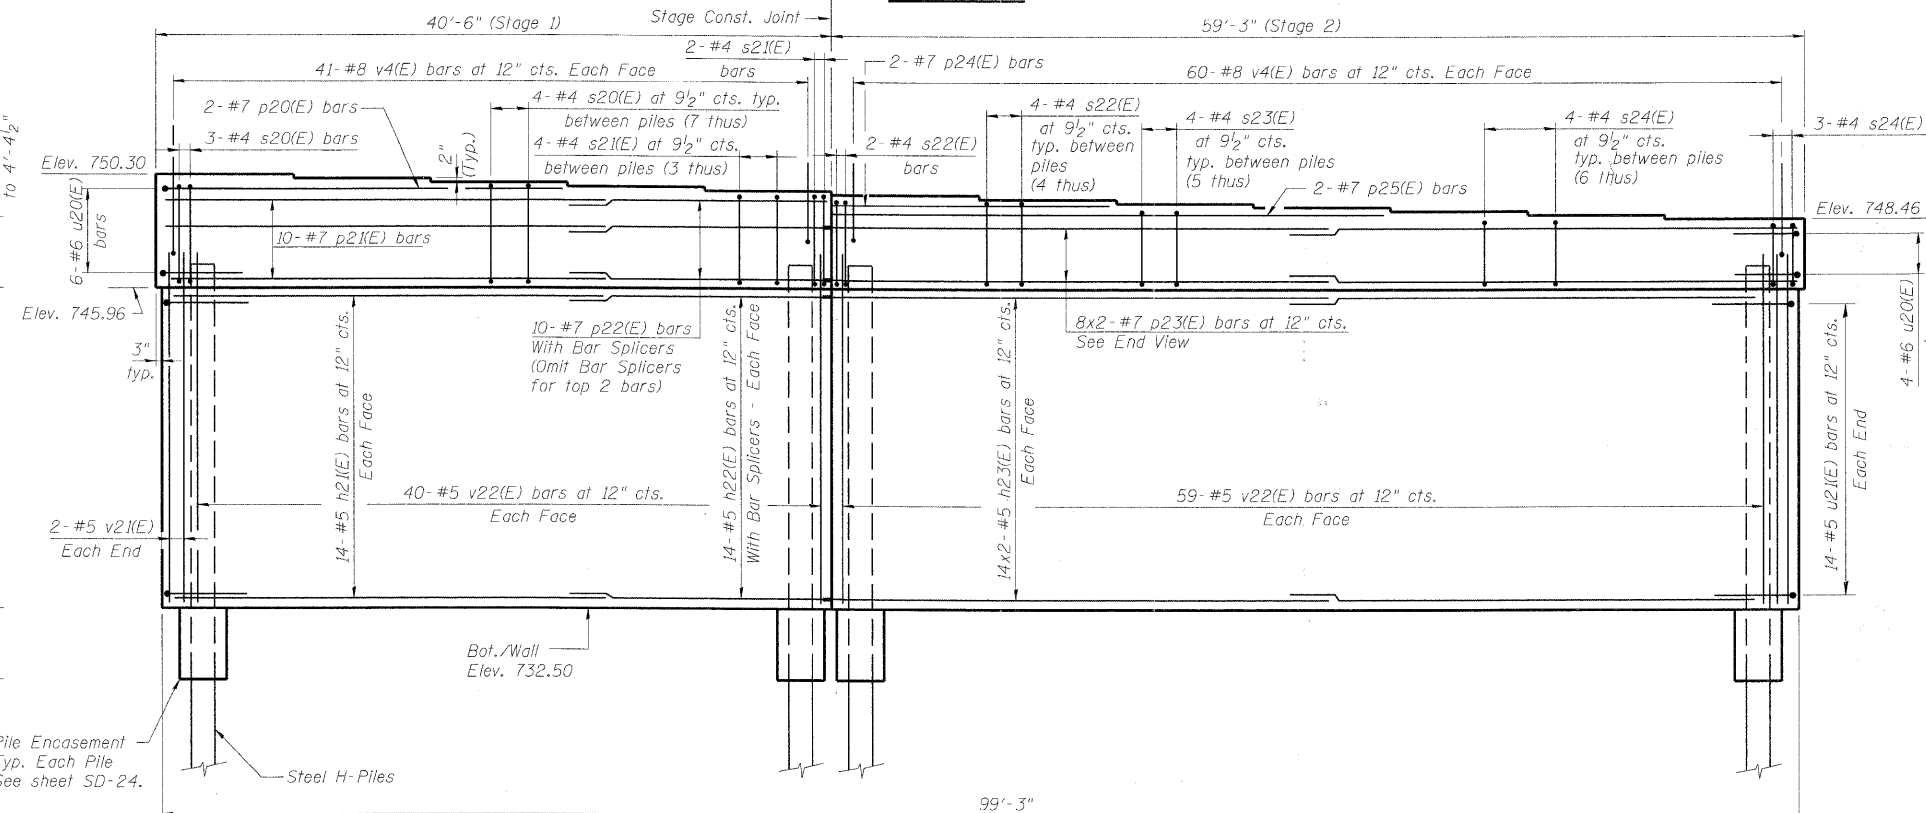 40'-6" (Stage 1)
Stage Const. Joint
59'-3" (Stage 2)
2-#4 s21(E)
bars
41-#8 v4(E) bars at 12" cts. Each Face
2-#7 p24(E) bars
60-#8 v4(E) bars at 12" cts. Each Face
to 4'-4½"
2-#7 p20(E) bars
4-#4 s20(E) at 9½" cts. typ.
between piles (7 thus)
3-#4 s20(E) bars
2"
(Typ.)
4-#4 s21(E) at 9½" cts.
between piles (3 thus)
2-#4 s22(E)
bars
4-#4 s22(E)
at 9½" cts.
typ. between
piles
(4 thus)
4-#4 s23(E)
at 9½" cts.
typ. between piles
(5 thus)
4-#4 s24(E)
at 9½" cts.
typ. between piles
(6 thus)
3-#4 s24(E)
2-#7 p25(E) bars
Elev. 750.30
Elev. 748.46
6-#6 u20(E)
bars
10-#7 p21(E) bars
Elev. 745.96
3"
typ.
10-#7 p22(E) bars
With Bar Splicers
(Omit Bar Splicers
for top 2 bars)
8x2-#7 p23(E) bars at 12" cts.
See End View
4-#6 u20(E)
14-#5 h21(E) bars at 12" cts.
Each Face
14-#5 h22(E) bars at 12" cts.
With Bar Splicers - Each Face
14x2-#5 h23(E) bars at 12" cts.
Each Face
14-#5 u21(E) bars at 12" cts.
Each End
40-#5 v22(E) bars at 12" cts.
Each Face
59-#5 v22(E) bars at 12" cts.
Each Face
2-#5 v21(E)
Each End
Bot./Wall
Elev. 732.50
Pile Encasement
Typ. Each Pile
See sheet SD-24.
Steel H-Piles
99'-3"